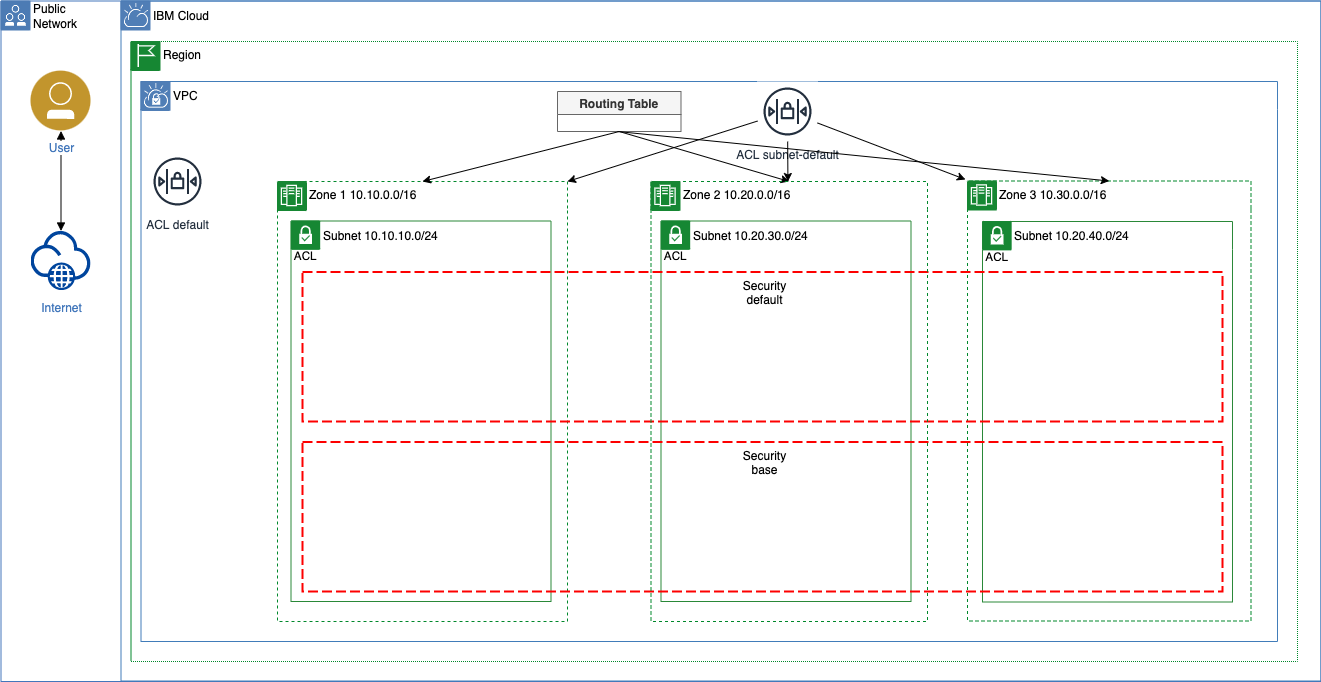 Public
Network
IBM Cloud
Region
VPC
Routing Table
User
ACL subnet-default
ACL default
Zone 1 10.10.0.0/16
Zone 2 10.20.0.0/16
Zone 3 10.30.0.0/16
Subnet 10.10.10.0/24
ACL
Subnet 10.20.30.0/24
ACL
Subnet 10.20.40.0/24
ACL
Security
default
Internet
Security
base